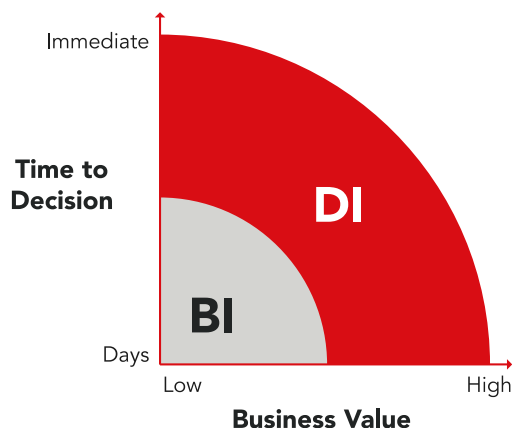 Immediate
Time to
Decision
DI
BI
Days
Low
High
Business Value